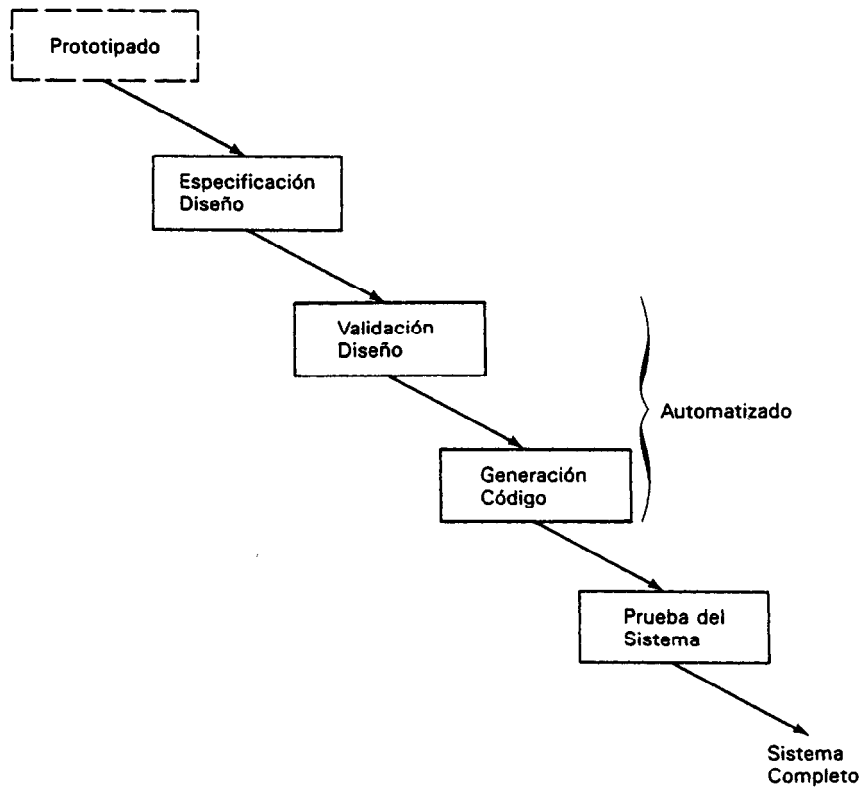 Prototipado
Especificación
Diseño
Validación
Diseño
Automatizado
Generación
Código
Prueba del
Sistema
Sistema
Completo